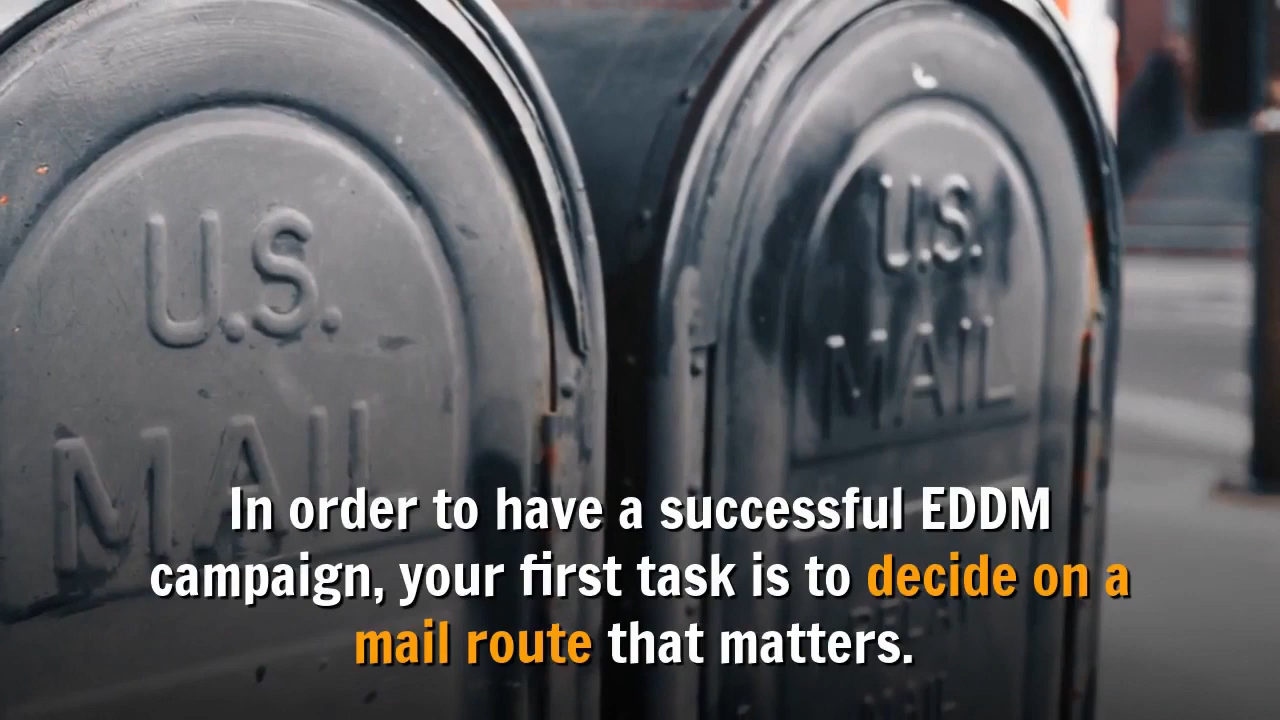 U.S.
MAIL
U.S.
MAIL
In order to have a successful EDDM
campaign, your first task is to decide on a
mail route that matters.
MAIL